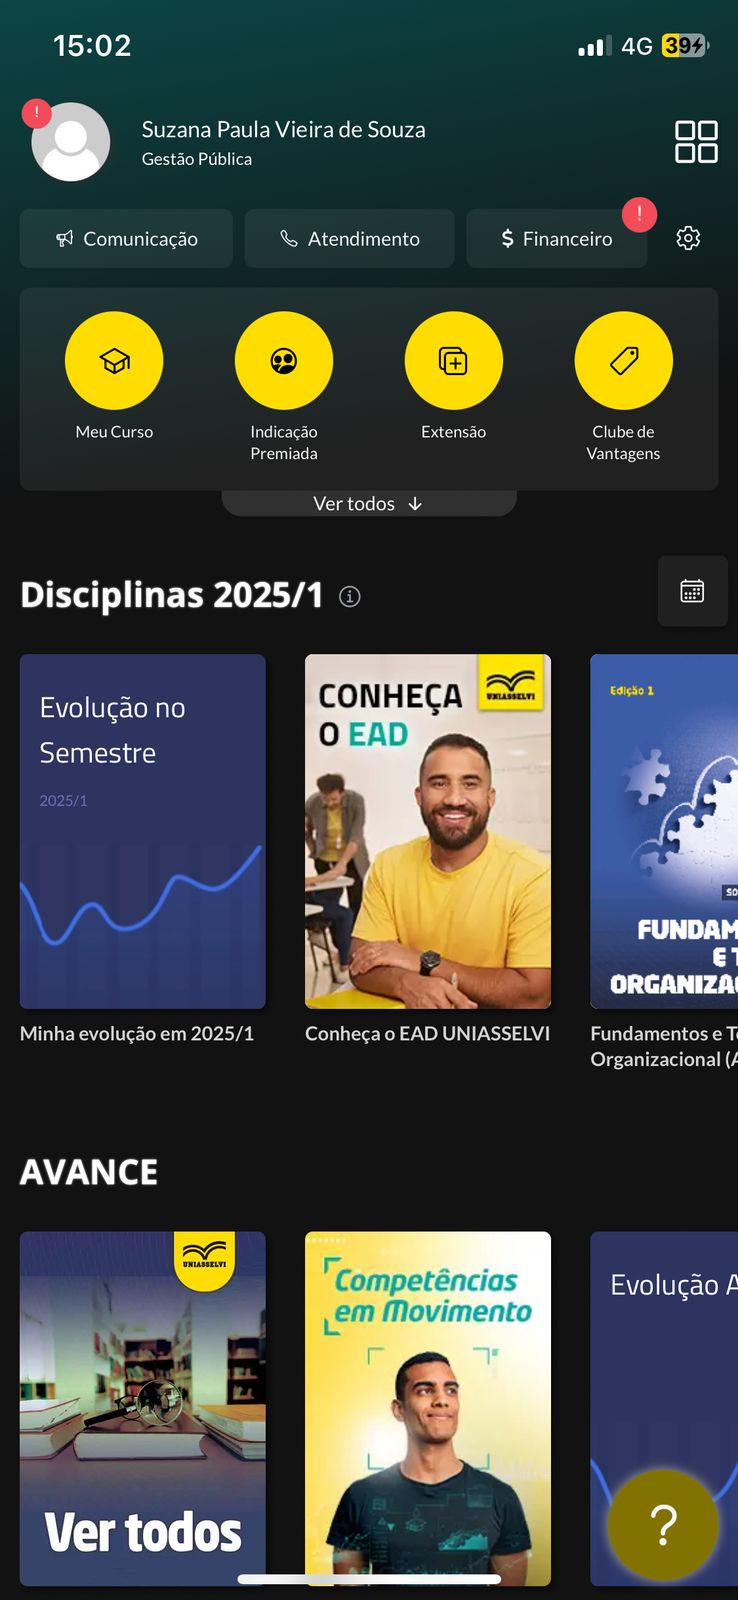 15:02
4G
39
!
Suzana Paula Vieira de Souza
Gestão Pública
Comunicação
Atendimento
$ Financeiro
!
Meu Curso
Indicação
Premiada
Extensão
Clube de
Vantagens
Ver todos
Disciplinas 2025/1
Evolução no
Semestre
2025/1
Minha evolução em 2025/1
CONHEÇA
O EAD
UNIASSELVI
Conheça o EAD UNIASSELVI
Edição 1
SO
FUNDAM
E T
ORGANIZA
Fundamentos e T
Organizacional (A
AVANCE
UNIASSELVI
Ver todos
Competências
em Movimento
Evolução A
?